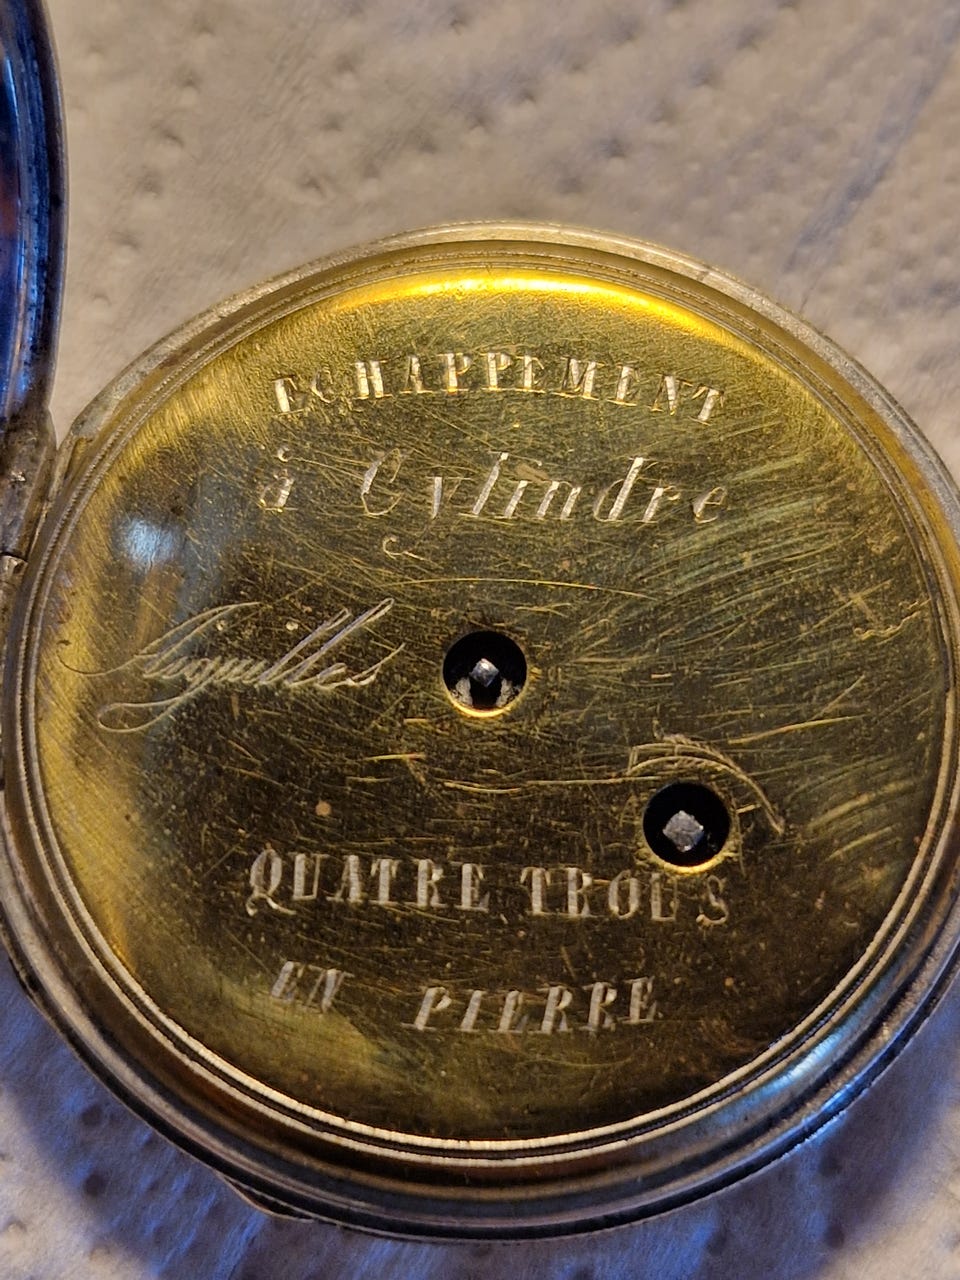 ECHAPPEMENT
à Cylindre
Aiguilles
QUATRE TROUS
EN PIERRE